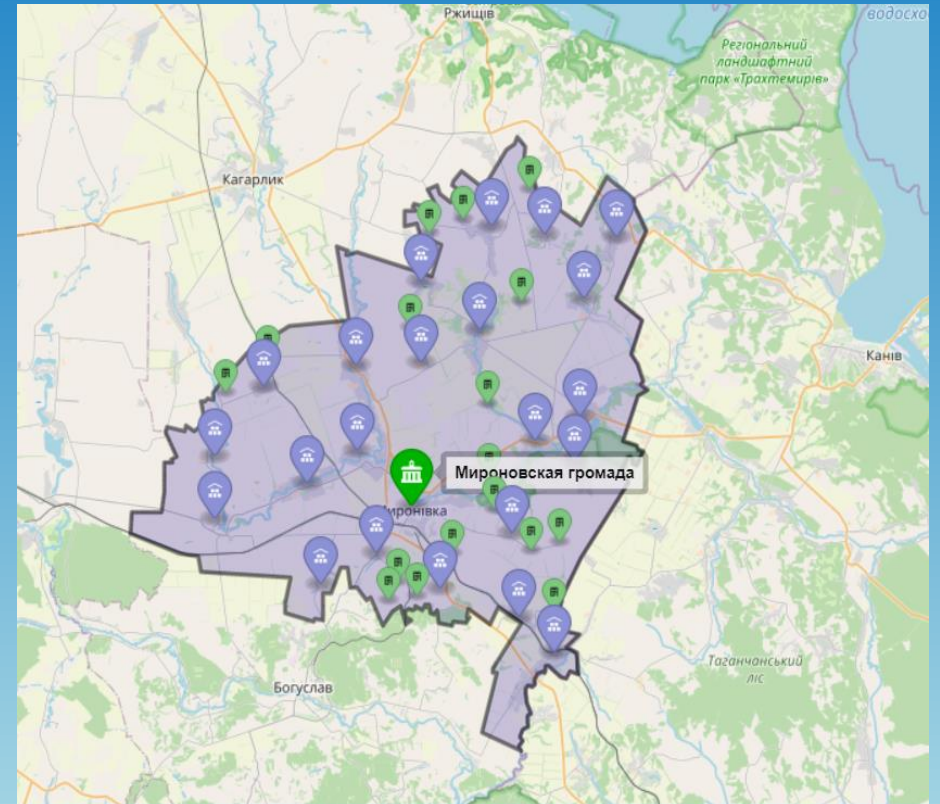 Ржищів
водосхо
Регіональний
ландшафтний
парк «Трахтемирів»
Кагарлик
Канів
Мироновская громада
иронівка
Таганчанський
ліс
Богуслав